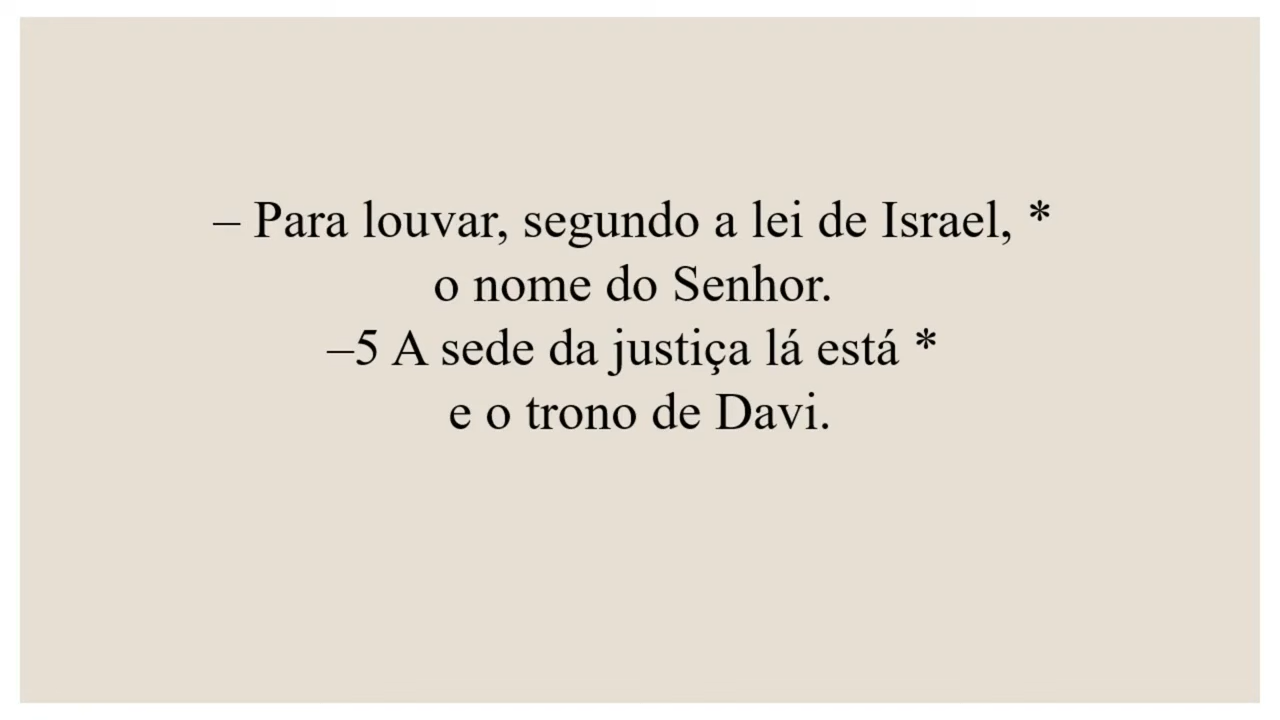 – Para louvar, segundo a lei de Israel, *
o nome do Senhor.
–5 A sede da justiça lá está *
e o trono de Davi.